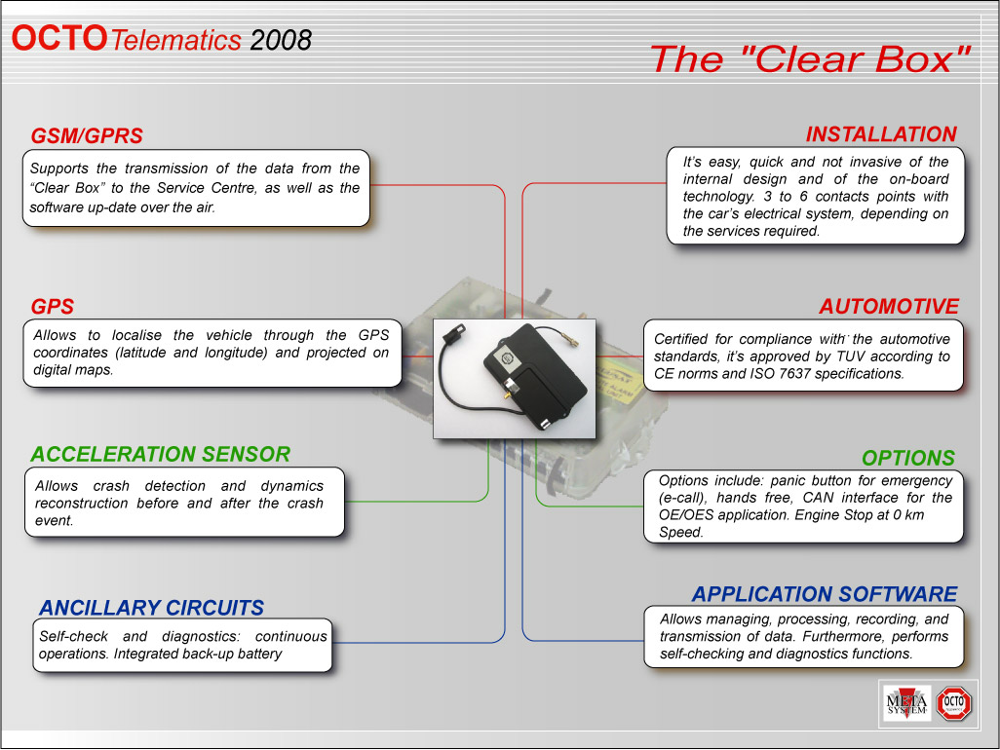 OCTOTelematics 2008
The "Clear Box"
GSM/GPRS
Supports the transmission of the data from the
“Clear Box” to the Service Centre, as well as the
software up-date over the air.
INSTALLATION
It’s easy, quick and not invasive of the
internal design and of the on-board
technology. 3 to 6 contacts points with
the car’s electrical system, depending on
the services required.
GPS
Allows to localise the vehicle through the GPS
coordinates (latitude and longitude) and projected on
digital maps.
AUTOMOTIVE
Certified for compliance with the automotive
standards, it’s approved by TUV according to
CE norms and ISO 7637 specifications.
ACCELERATION SENSOR
Allows crash detection and dynamics
reconstruction before and after the crash
event.
OPTIONS
Options include: panic button for emergency
(e-call), hands free, CAN interface for the
OE/OES application. Engine Stop at 0 km
Speed.
ANCILLARY CIRCUITS
Self-check and diagnostics: continuous
operations. Integrated back-up battery
APPLICATION SOFTWARE
Allows managing, processing, recording, and
transmission of data. Furthermore, performs
self-checking and diagnostics functions.
META
SYSTEM
OCTO
TELEMATICS